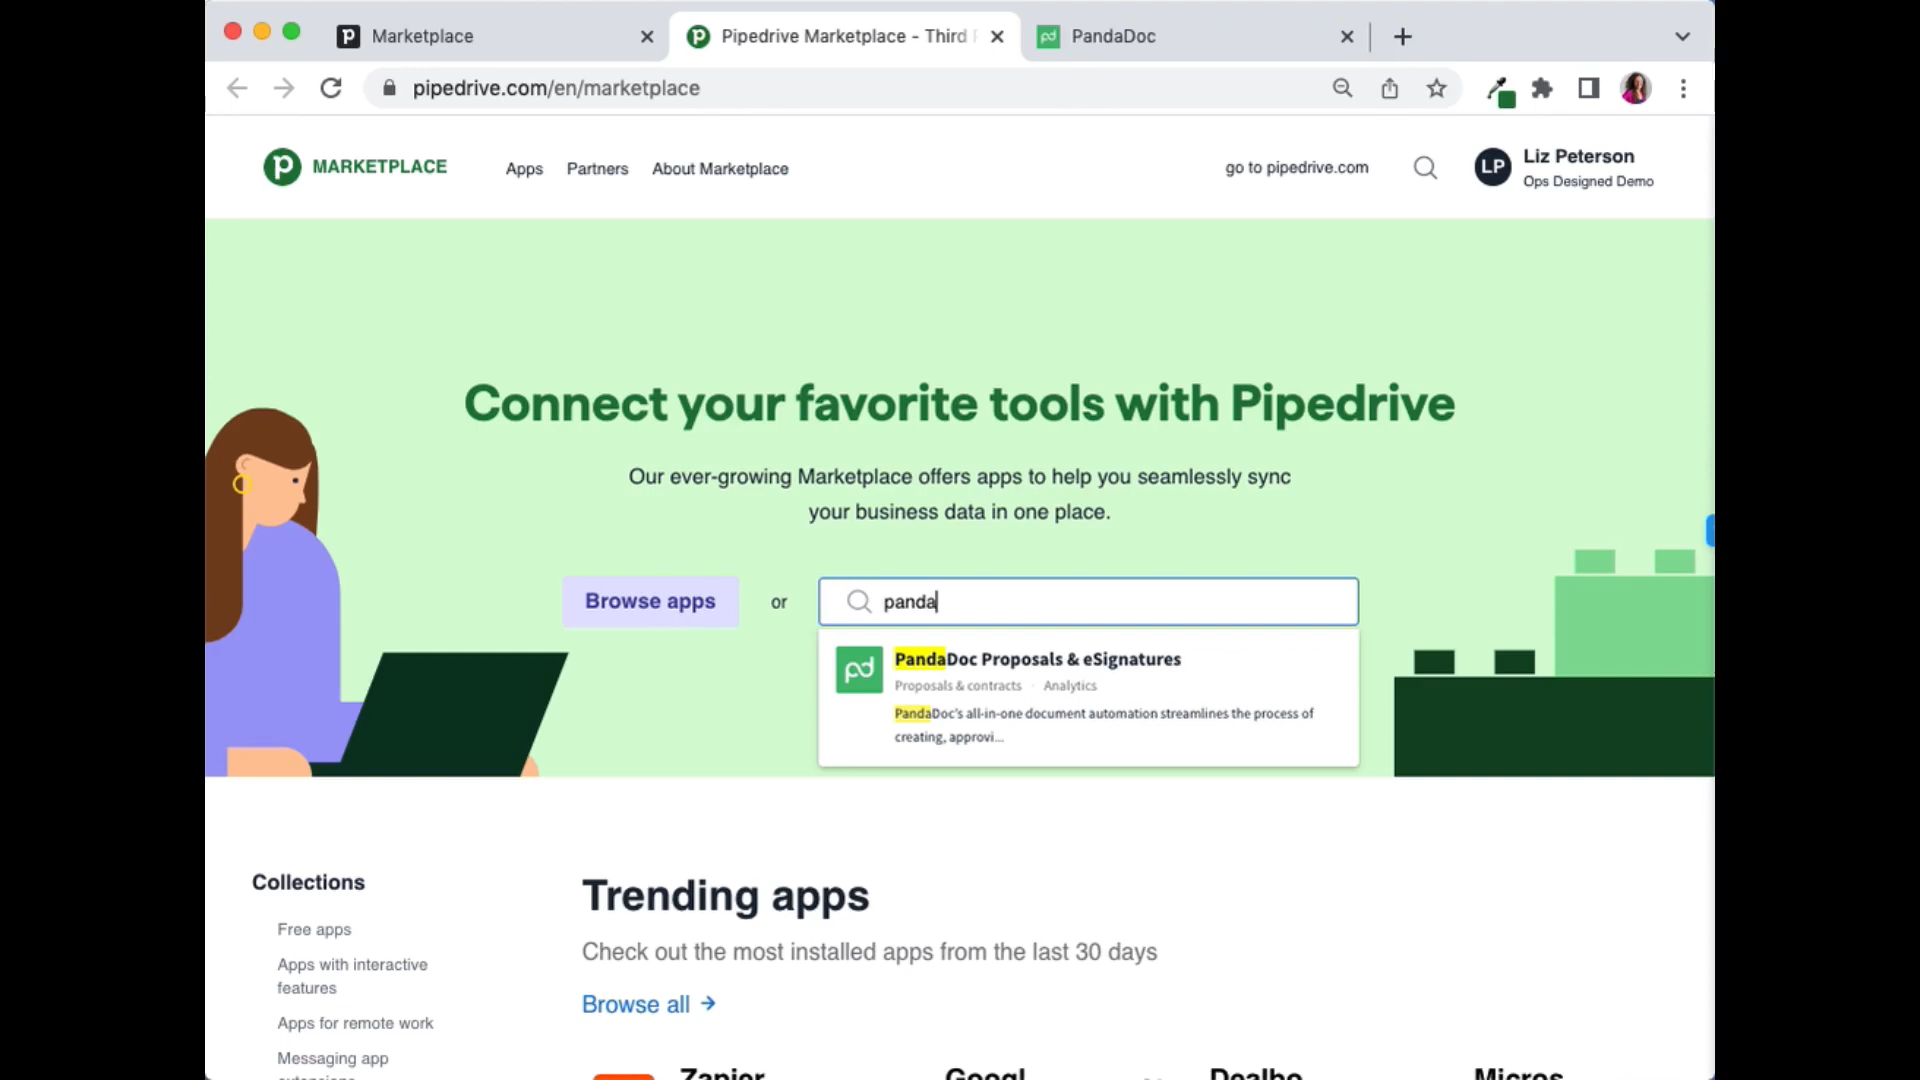 Marketplace
Pipedrive Marketplace - Third
PandaDoc
pipedrive.com/en/marketplace
MARKETPLACE
Apps
Partners
About Marketplace
go to pipedrive.com
LP
Liz Peterson
Ops Designed Demo
Connect your favorite tools with Pipedrive
Our ever-growing Marketplace offers apps to help you seamlessly sync
your business data in one place.
Browse apps
or
panda
pd
PandaDoc Proposals & eSignatures
Proposals & contracts · Analytics
PandaDoc's all-in-one document automation streamlines the process of
creating, approvi...
Collections
Free apps
Apps with interactive
features
Apps for remote work
Messaging app
Trending apps
Check out the most installed apps from the last 30 days
Browse all →
Zapier
Googl
Dealbo
Micros